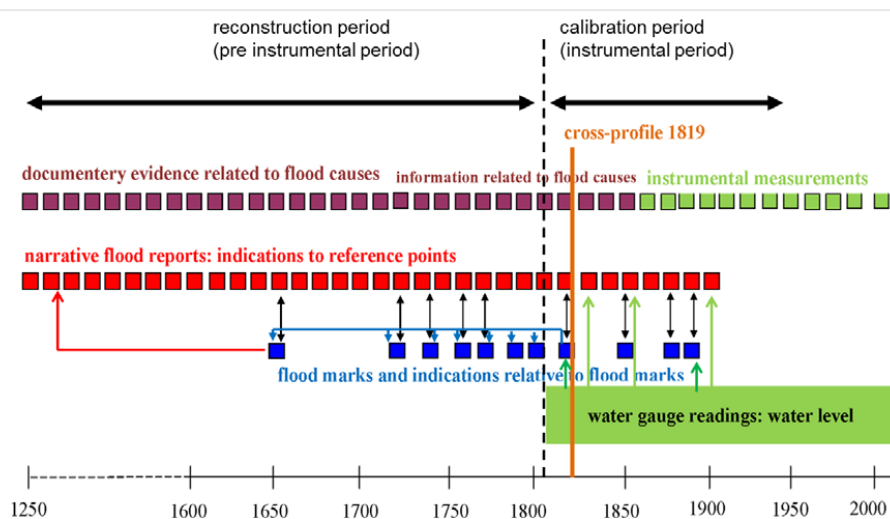 reconstruction period
(pre instrumental period)
calibration period
(instrumental period)
cross-profile 1819
documentery evidence related to flood causes
information related to flood causes
instrumental measurements
narrative flood reports: indications to reference points
flood marks and indications relative to flood marks
water gauge readings: water level
1250 1600 1650 1700 1750 1800 1850 1900 1950 2000